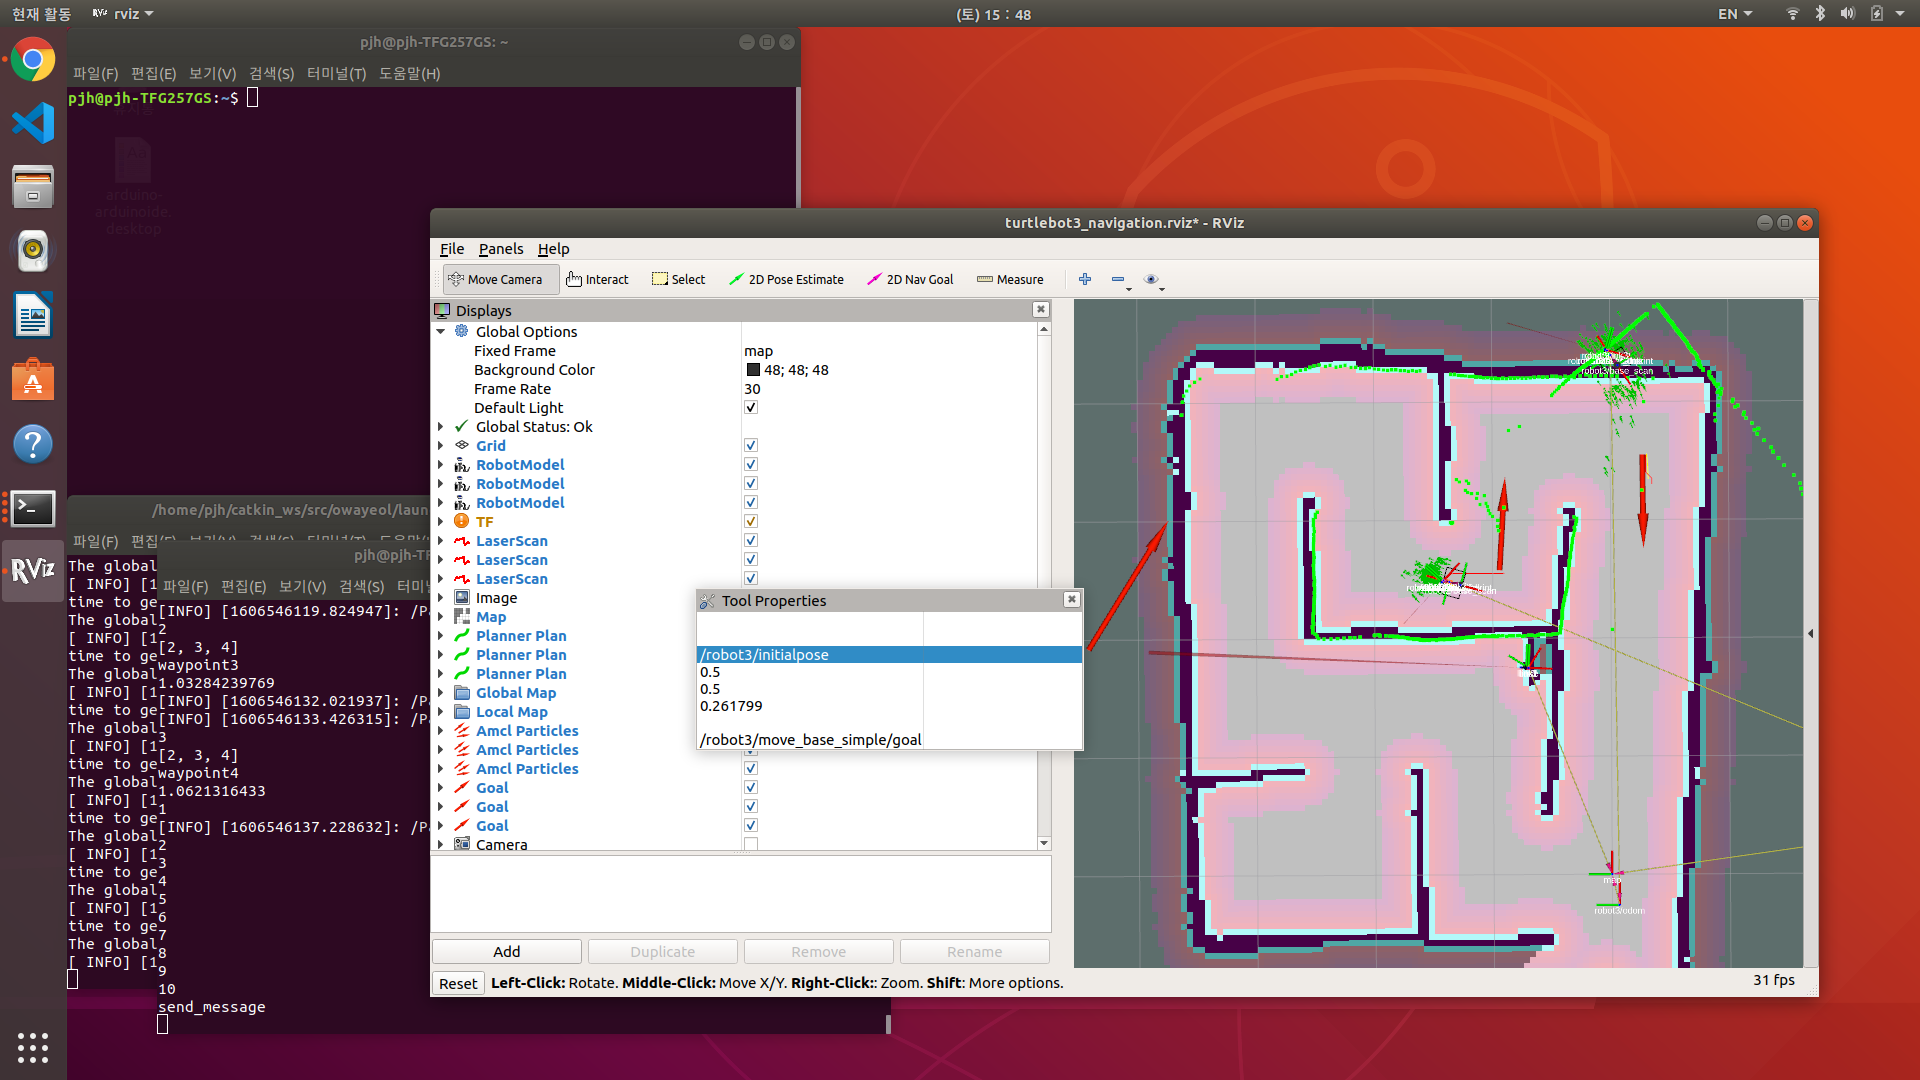 현재 활동
rviz
(토) 15 : 48
EN
pjh@pjh-TFG257GS: ~
파일(F) 편집(E) 보기(V) 검색(S) 터미널(T) 도움말(H)
pjh@pjh-TFG257GS:~$
arduino-
arduinoide.
desktop
/home/pjh/catkin_ws/src/owayeol/laun
파일(F)
The global
[ INFO] [1
time to ge
The global
[ INFO] [1
time to ge
The global
[ INFO] [1
time to ge
The global
[ INFO] [1
time to ge
The global
[ INFO] [1
time to ge
The global
[ INFO] [1
time to ge
The global
[ INFO] [1
time to ge
The global
[ INFO] [1
pjh@pjh-TF
파일(F) 편집(E) 보기(V) 검색(S) 터미널
[INFO] [1606546119.824947]: /P
2
[2, 3, 4]
waypoint3
1.03284239769
[INFO] [1606546132.021937]: /P
[INFO] [1606546133.426315]: /P
3
[2, 3, 4]
waypoint4
1.0621316433
1
[INFO] [1606546137.228632]: /P
2
3
4
5
6
7
8
9
10
send_message
RViz
turtlebot3_navigation.rviz* - RViz
File Panels Help
Move Camera Interact Select 2D Pose Estimate 2D Nav Goal Measure
Displays
Global Options
Fixed Frame map
Background Color 48; 48; 48
Frame Rate 30
Default Light
Global Status: Ok
Grid
RobotModel
RobotModel
RobotModel
TF
LaserScan
LaserScan
LaserScan
Image
Map
Planner Plan
Planner Plan
Planner Plan
Global Map
Local Map
Amcl Particles
Amcl Particles
Amcl Particles
Goal
Goal
Goal
Camera
Add Duplicate Remove Rename
Reset Left-Click: Rotate. Middle-Click: Move X/Y. Right-Click:: Zoom. Shift: More options.
31 fps
Tool Properties
/robot3/initialpose
0.5
0.5
0.261799
/robot3/move_base_simple/goal
robot3/base_scan
map
robot3/odom